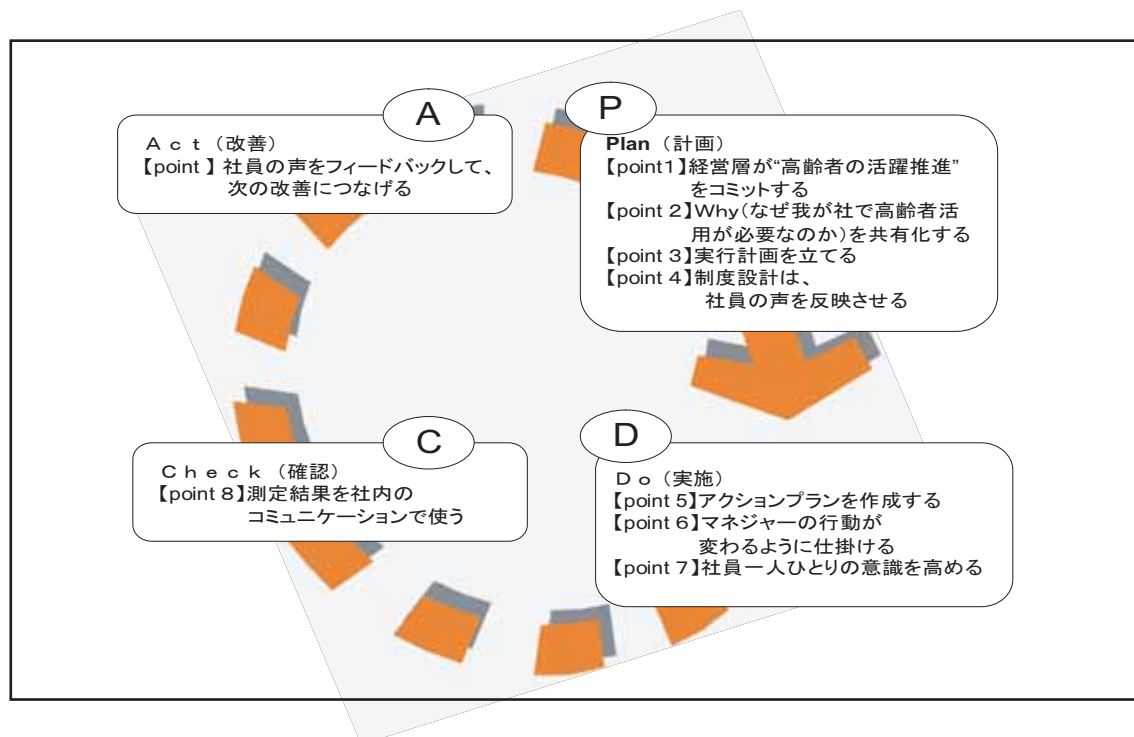 P
Plan（計画）
【point1】経営層が“高齢者の活躍推進”
をコミットする
【point 2】Why（なぜ我が社で高齢者活
用が必要なのか）を共有化する
【point 3】実行計画を立てる
【point 4】制度設計は、
社員の声を反映させる
D
Ｄｏ（実施）
【point 5】アクションプランを作成する
【point 6】マネジャーの行動が
変わるように仕掛ける
【point 7】社員一人ひとりの意識を高める
C
Ｃｈｅｃｋ（確認）
【point 8】測定結果を社内の
コミュニケーションで使う
A
Ａｃｔ（改善）
【point 】社員の声をフィードバックして、
次の改善につなげる